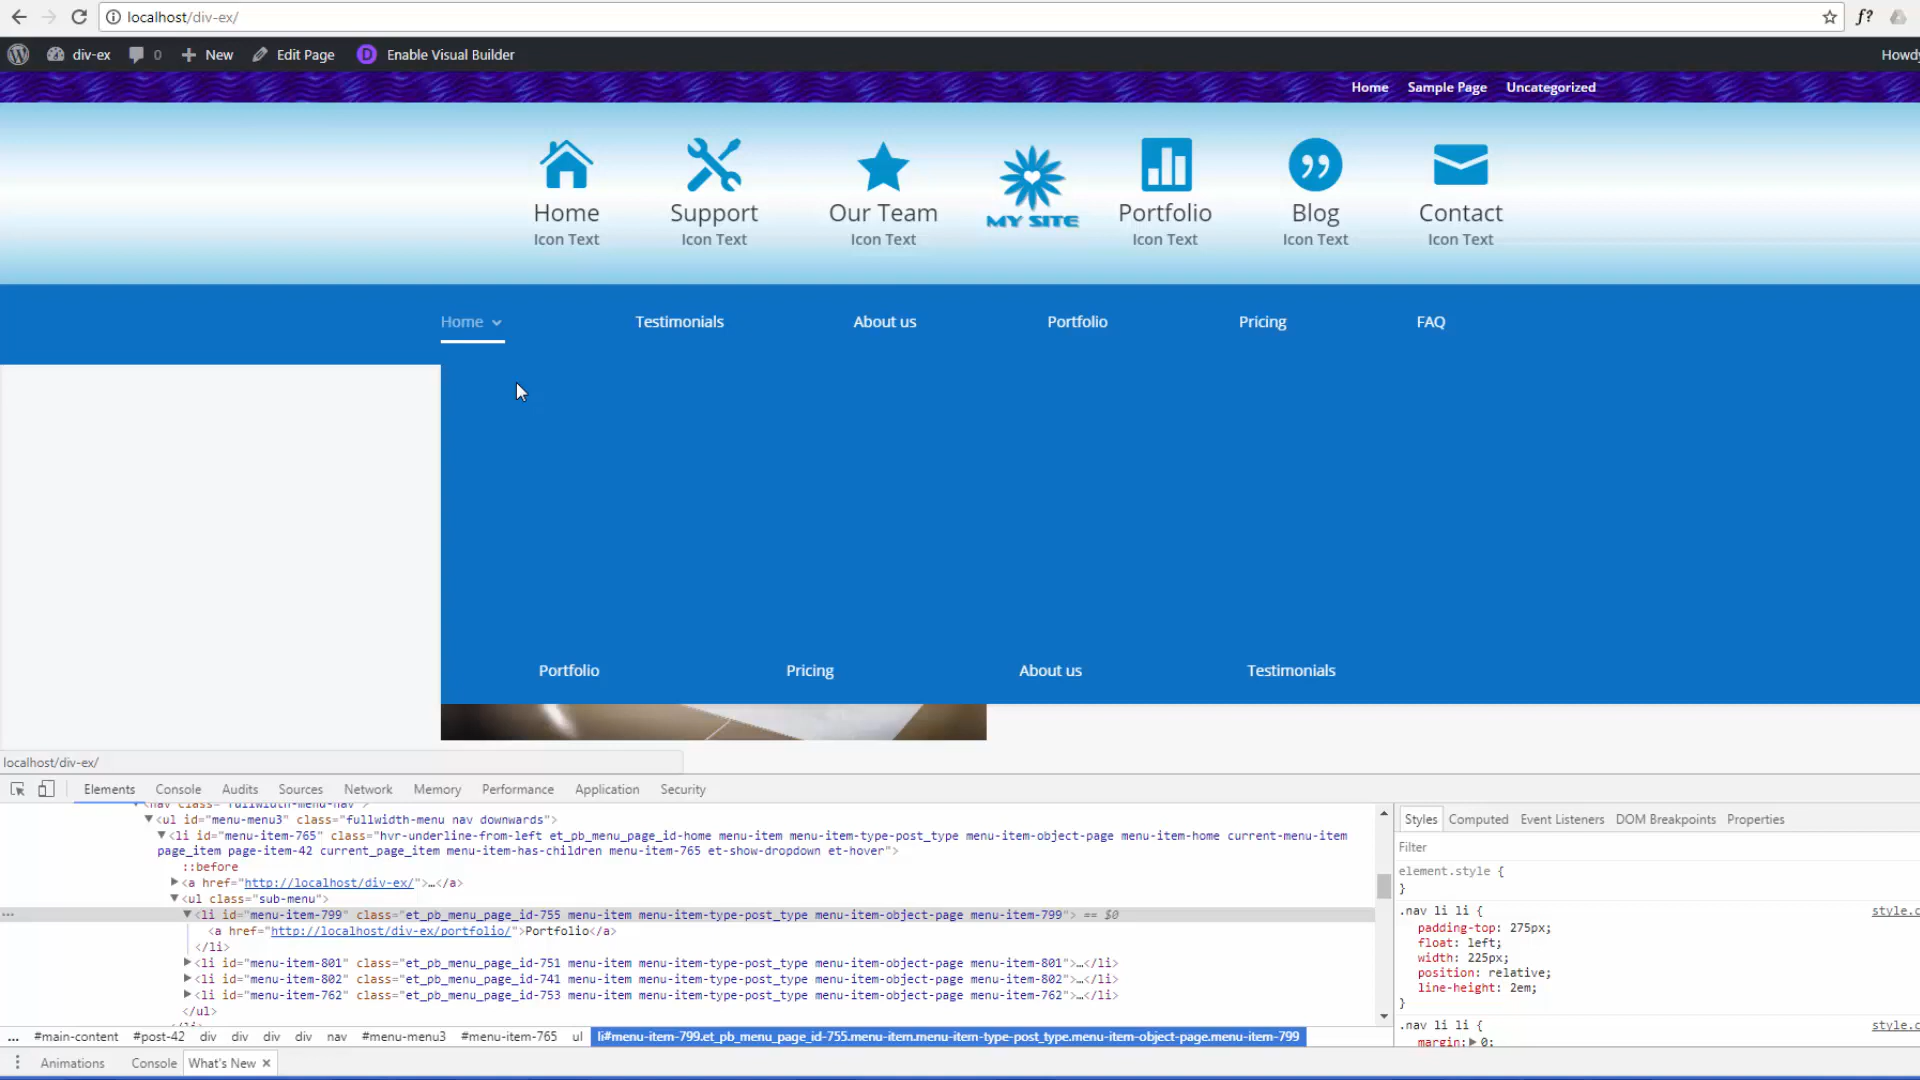 localhost/div-ex/
div-ex 0 New Edit Page D Enable Visual Builder Howdy
Home Sample Page Uncategorized
Home Support Our Team MY SITE Portfolio Blog Contact
Icon Text Icon Text Icon Text Icon Text Icon Text Icon Text
Home Testimonials About us Portfolio Pricing FAQ
Portfolio Pricing About us Testimonials
localhost/div-ex/
Elements Console Audits Sources Network Memory Performance Application Security
<nav class="fullwidth-menu-nav">
<ul id="menu-menu3" class="fullwidth-menu nav downwards">
<li id="menu-item-765" class="hvr-underline-from-left et_pb_menu_page_id-home menu-item menu-item-type-post_type menu-item-object-page menu-item-home current-menu-item
page_item page-item-42 current_page_item menu-item-has-children menu-item-765 et-show-dropdown et-hover">
::before
<a href="http://localhost/div-ex/">…</a>
<ul class="sub-menu">
<li id="menu-item-799" class="et_pb_menu_page_id-755 menu-item menu-item-type-post_type menu-item-object-page menu-item-799"> == $0
<a href="http://localhost/div-ex/portfolio/">Portfolio</a>
</li>
<li id="menu-item-801" class="et_pb_menu_page_id-751 menu-item menu-item-type-post_type menu-item-object-page menu-item-801">…</li>
<li id="menu-item-802" class="et_pb_menu_page_id-741 menu-item menu-item-type-post_type menu-item-object-page menu-item-802">…</li>
<li id="menu-item-762" class="et_pb_menu_page_id-753 menu-item menu-item-type-post_type menu-item-object-page menu-item-762">…</li>
</ul>
... #main-content #post-42 div div div div nav #menu-menu3 #menu-item-765 ul li#menu-item-799.et_pb_menu_page_id-755.menu-item.menu-item-type-post_type.menu-item-object-page.menu-item-799
Animations Console What's New ×
Styles Computed Event Listeners DOM Breakpoints Properties
Filter
element.style {
}
.nav li li { style.c
padding-top: 275px;
float: left;
width: 225px;
position: relative;
line-height: 2em;
}
.nav li li { style.c
margin: 0;